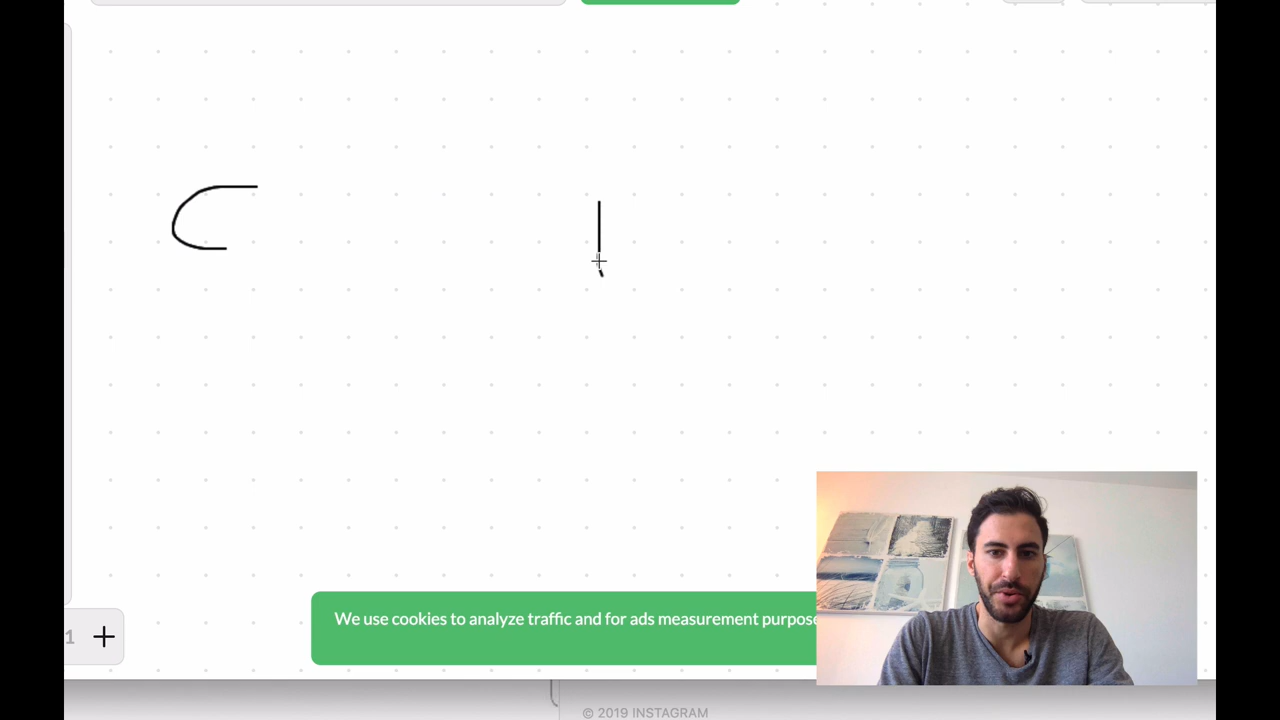 C
1
We use cookies to analyze traffic and for ads measurement purpose
© 2019 INSTAGRAM